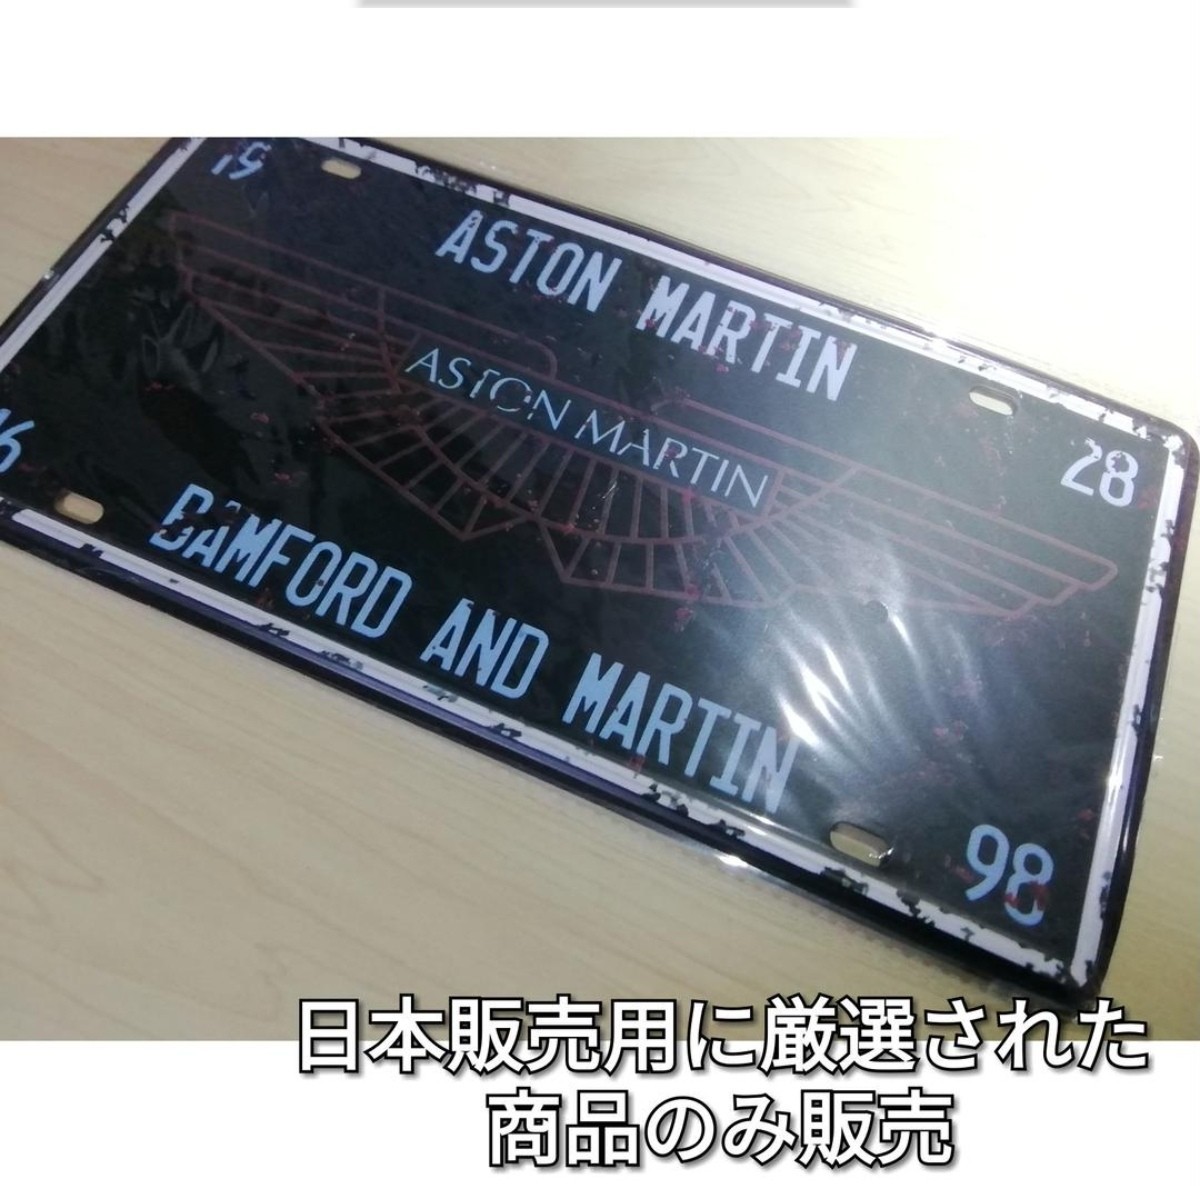 19
ASTON MARTIN
28
ASTON MARTIN
BAMFORD AND MARTIN
98
日本販売用に厳選された
商品のみ販売